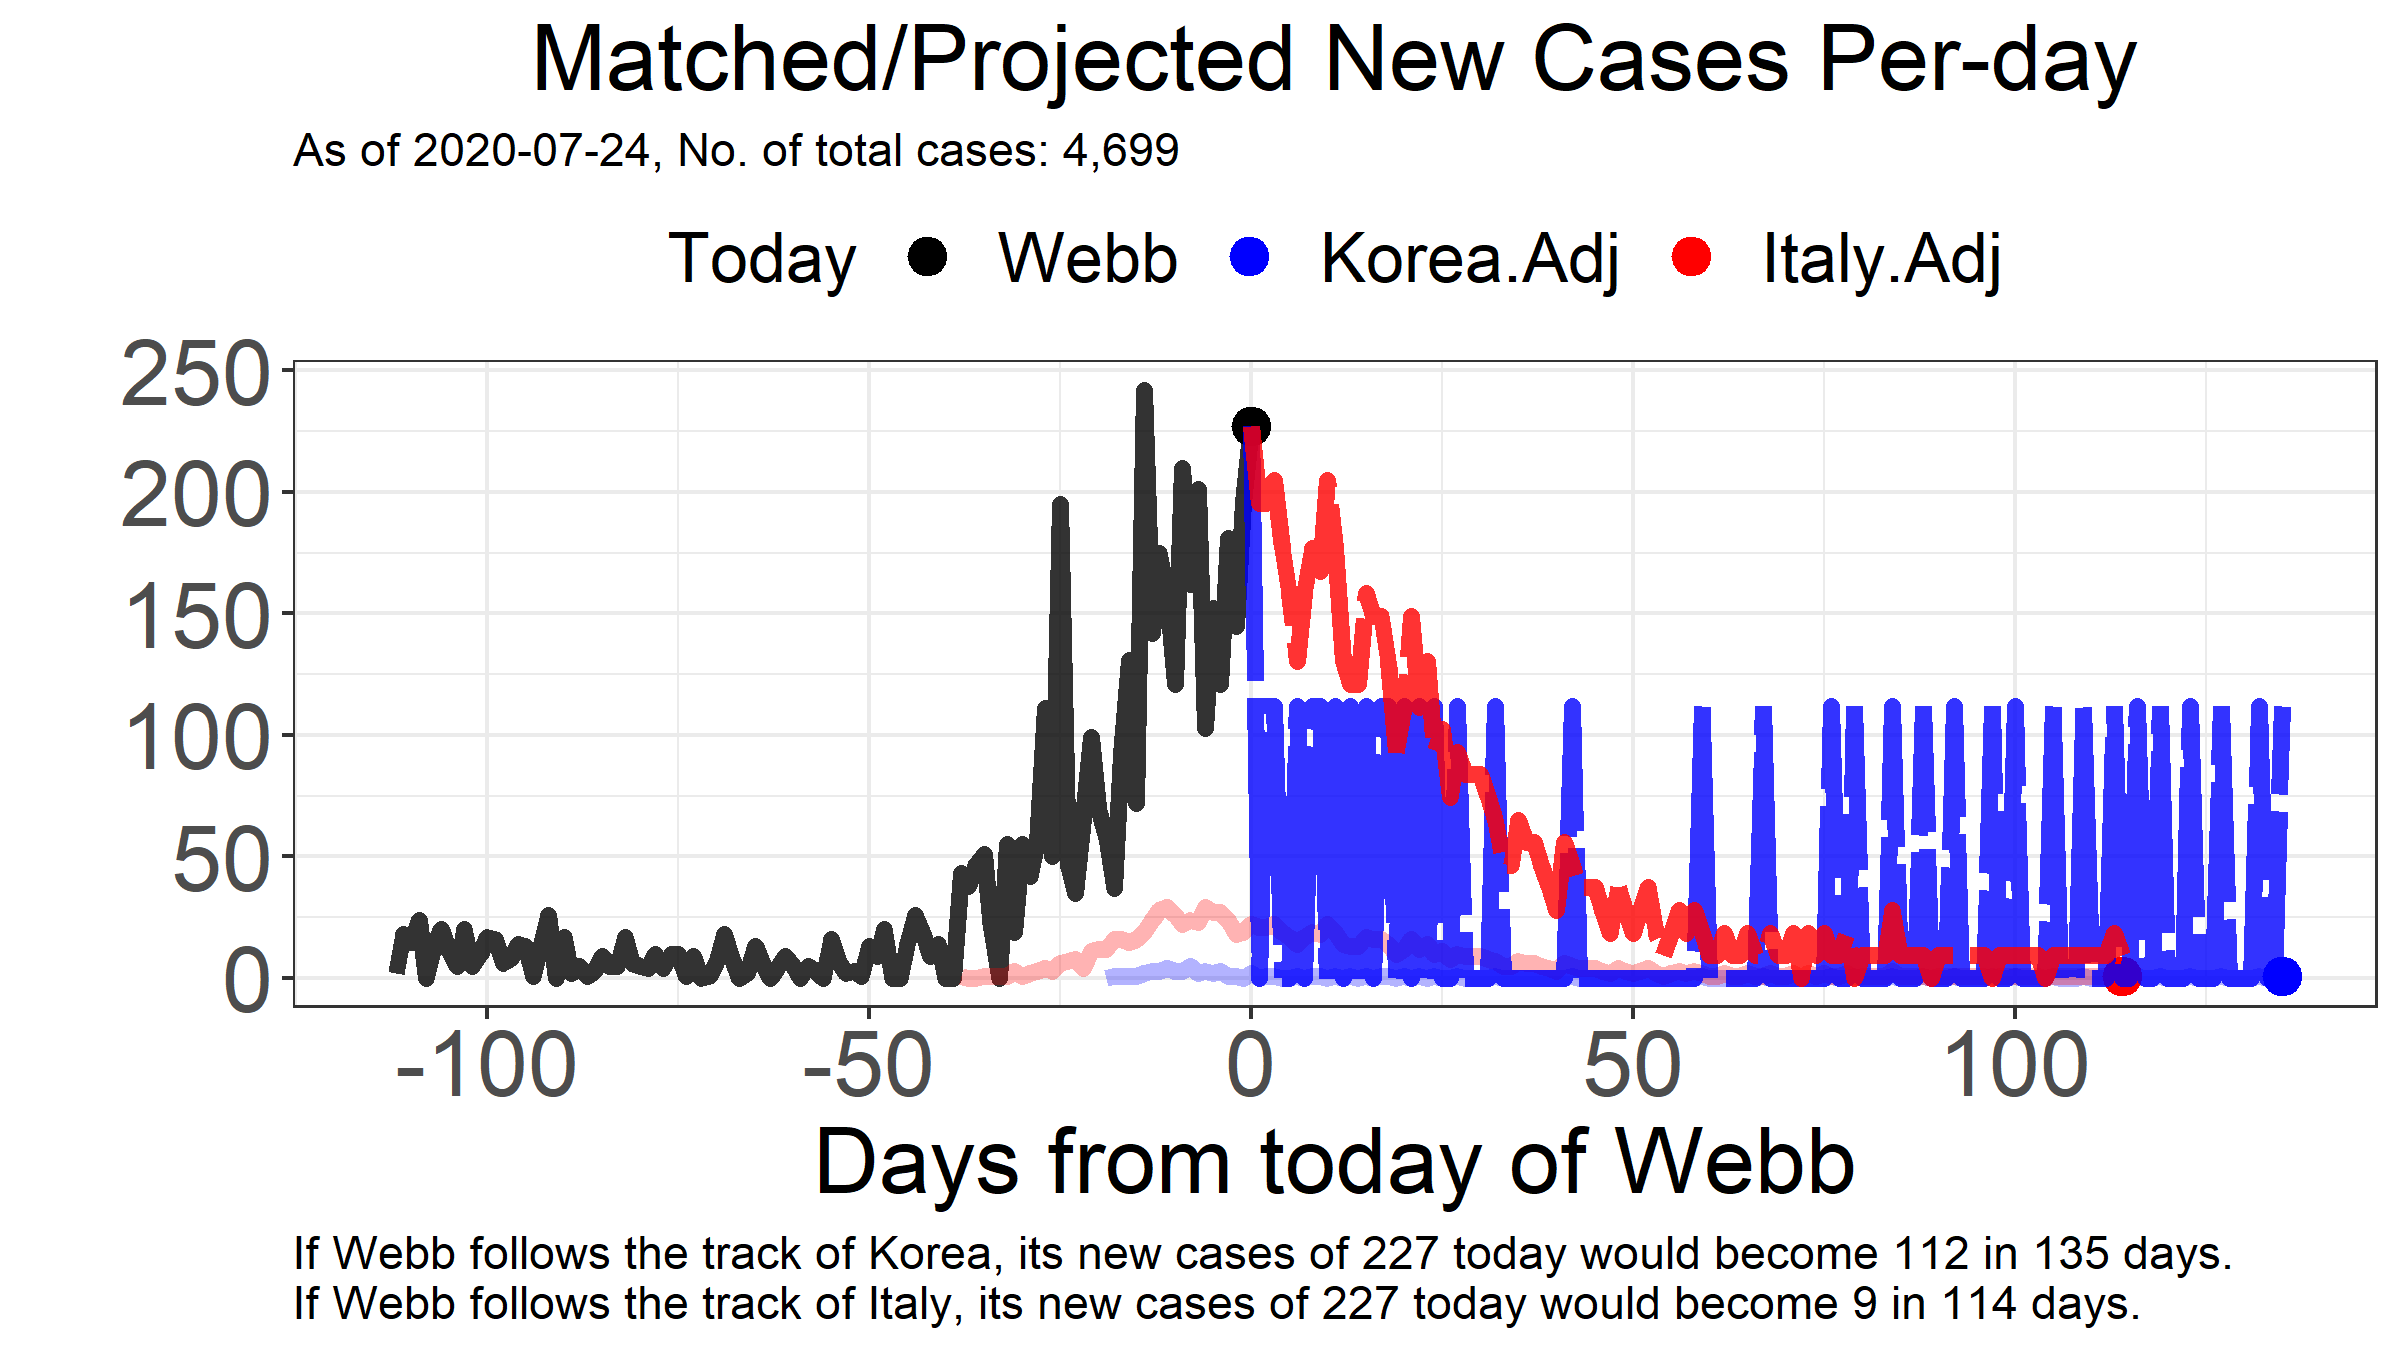 Matched/Projected New Cases Per-day
As of 2020-07-24, No. of total cases: 4,699
Today Webb Korea.Adj Italy.Adj
250
200
150
100
50
0
-100 -50 0 50 100
Days from today of Webb
If Webb follows the track of Korea, its new cases of 227 today would become 112 in 135 days.
If Webb follows the track of Italy, its new cases of 227 today would become 9 in 114 days.